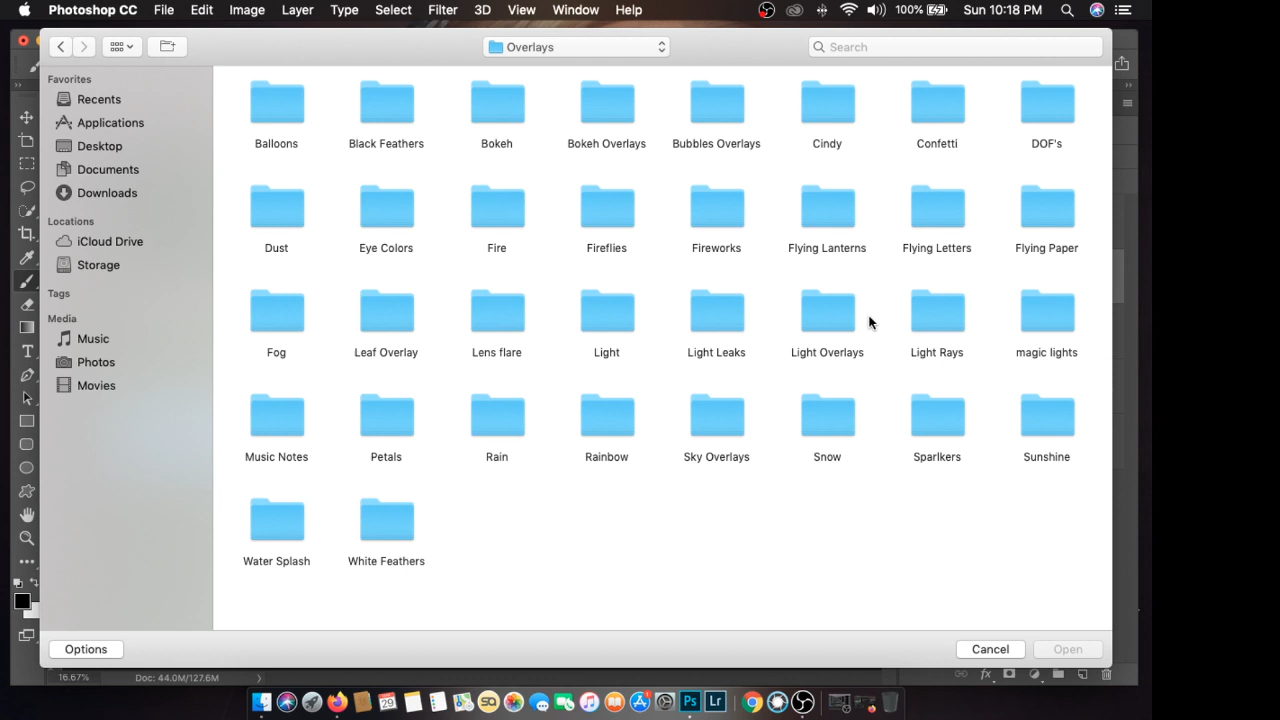 Photoshop CC File Edit Image Layer Type Select Filter 3D View Window Help 100% Sun 10:18 PM
Overlays
Search
Favorites
Recents
Applications
Desktop
Documents
Downloads
Locations
iCloud Drive
Storage
Tags
Media
Music
Photos
Movies
Balloons Black Feathers Bokeh Bokeh Overlays Bubbles Overlays Cindy Confetti DOF's
Dust Eye Colors Fire Fireflies Fireworks Flying Lanterns Flying Letters Flying Paper
Fog Leaf Overlay Lens flare Light Light Leaks Light Overlays Light Rays magic lights
Music Notes Petals Rain Rainbow Sky Overlays Snow Sparlkers Sunshine
Water Splash White Feathers
Options
Cancel
Open
16.67% Doc: 44.0M/127.6M
29
Ps
Lr